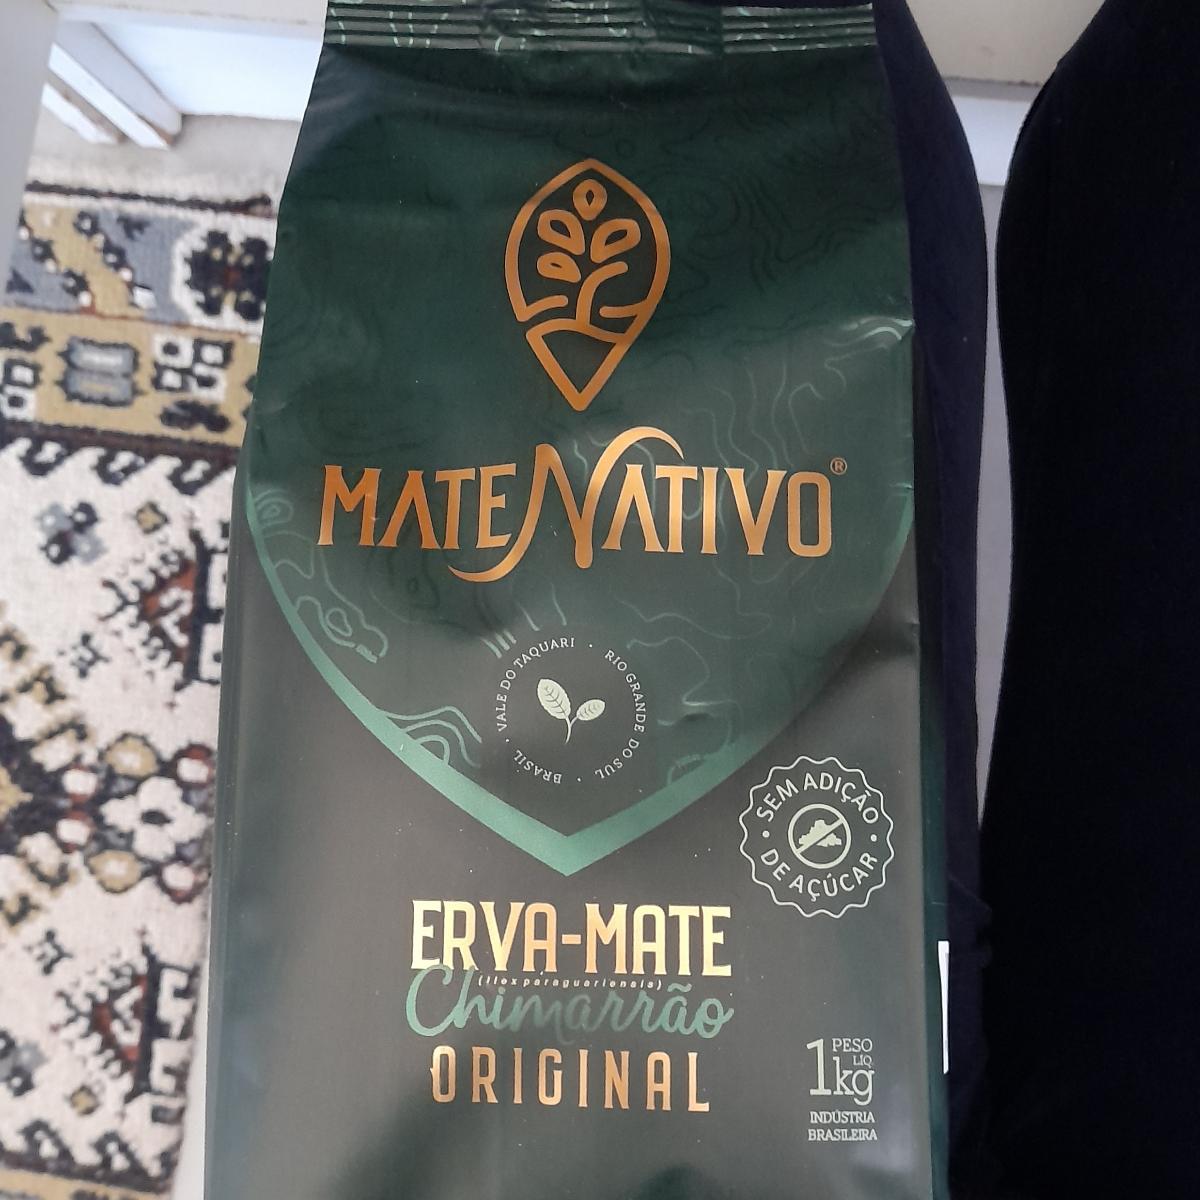 MATENATIVO®
VALE DO TAQUARI · RIO GRANDE DO SUL · BRASIL ·
SEM ADIÇÃO
· DE AÇÚCAR ·
ERVA-MATE
(Ilex paraguariensis)
Chimarrão
ORIGINAL
1kg PESO LIQ.
INDÚSTRIA
BRASILEIRA